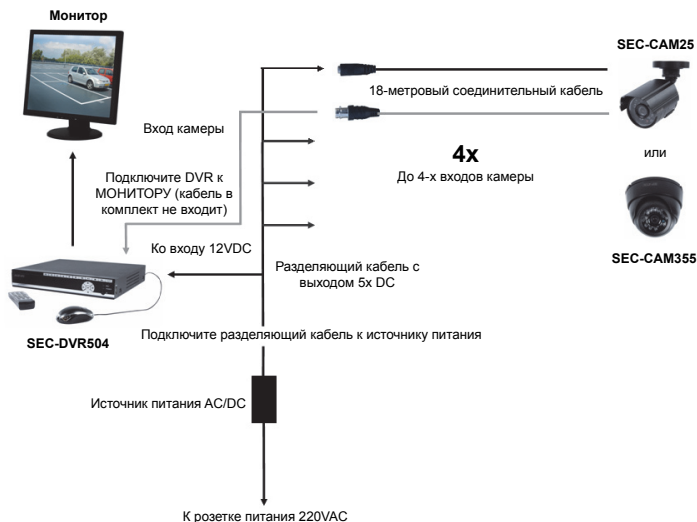 Монитор
SEC-CAM25
18-метровый соединительный кабель
Вход камеры
4x
или
До 4-х входов камеры
Подключите DVR к
МОНИТОРУ (кабель в
комплект не входит)
Ко входу 12VDC
SEC-CAM355
Разделяющий кабель с
выходом 5x DC
SEC-DVR504
Подключите разделяющий кабель к источнику питания
Источник питания AC/DC
К розетке питания 220VAC